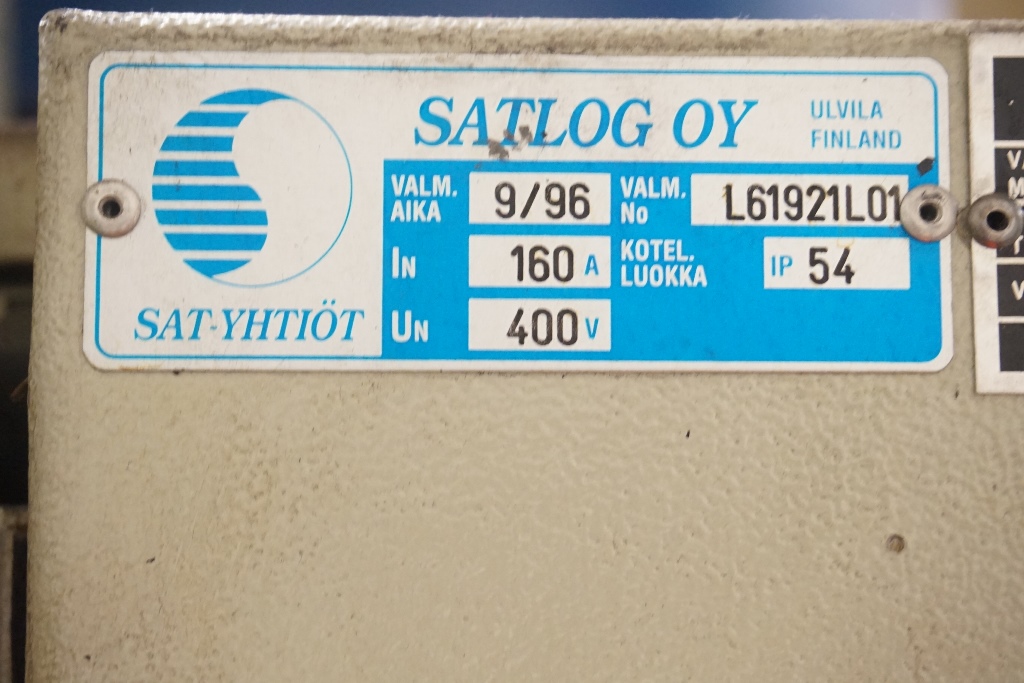 SATLOG OY
ULVILA
FINLAND
VALM.
AIKA
9/96
VALM.
No
L61921L01
IN
160 A
KOTEL.
LUOKKA
IP 54
UN
400 V
SAT-YHTIÖT